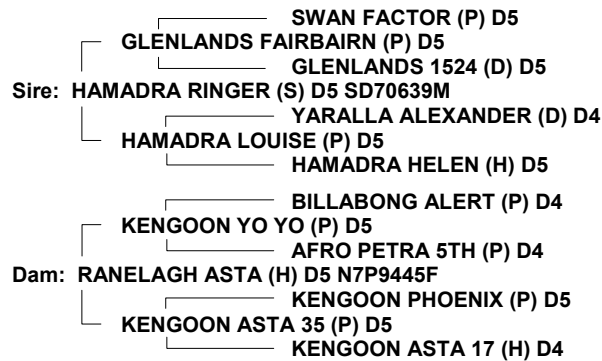 SWAN FACTOR (P) D5
GLENLANDS FAIRBAIRN (P) D5
GLENLANDS 1524 (D) D5
Sire: HAMADRA RINGER (S) D5 SD70639M
YARALLA ALEXANDER (D) D4
HAMADRA LOUISE (P) D5
HAMADRA HELEN (H) D5
BILLABONG ALERT (P) D4
KENGOON YO YO (P) D5
AFRO PETRA 5TH (P) D4
Dam: RANELAGH ASTA (H) D5 N7P9445F
KENGOON PHOENIX (P) D5
KENGOON ASTA 35 (P) D5
KENGOON ASTA 17 (H) D4